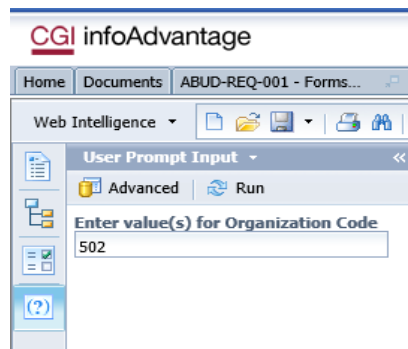 CGI infoAdvantage
Home Documents ABUD-REQ-001 - Forms...
Web Intelligence
User Prompt Input «
Advanced Run
Enter value(s) for Organization Code
502
(?)